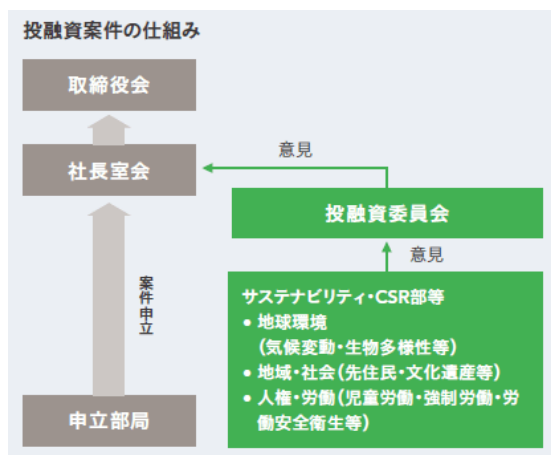 投融資案件の仕組み
取締役会
社長室会
意見
投融資委員会
意見
案件申立
サステナビリティ・CSR部等
• 地球環境
（気候変動・生物多様性等）
• 地域・社会（先住民・文化遺産等）
• 人権・労働（児童労働・強制労働・労
働安全衛生等）
申立部局